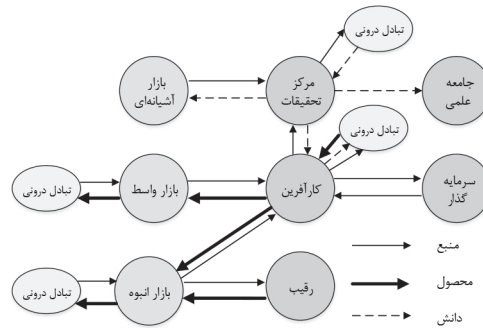 تبادل درونی
بازار
آشیانه‌ای
مرکز
تحقیقات
جامعه
علمی
تبادل درونی
تبادل درونی
بازار واسط
کارآفرین
سرمایه
گذار
منبع
تبادل درونی
بازار انبوه
رقیب
محصول
دانش